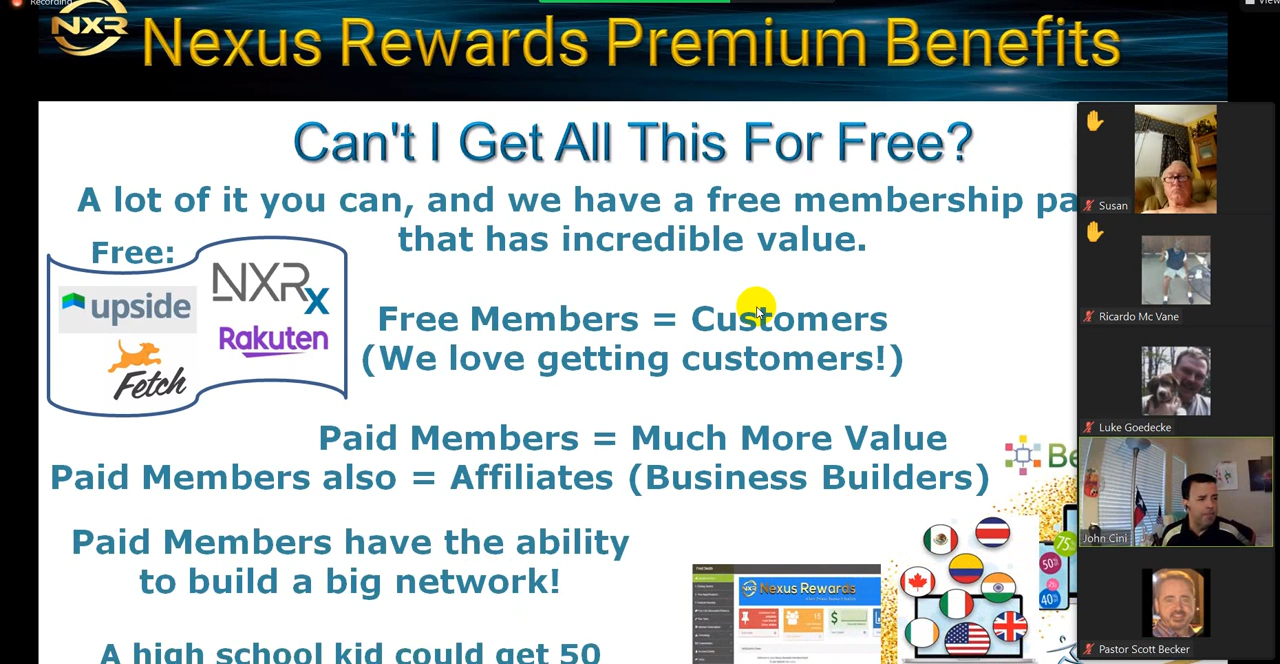 Recording
View
NXR
Nexus Rewards Premium Benefits
Can't I Get All This For Free?
A lot of it you can, and we have a free membership pa
that has incredible value.
Free:
upside
NXRx
Fetch
Rakuten
Free Members = Customers
(We love getting customers!)
Paid Members = Much More Value
Paid Members also = Affiliates (Business Builders)
Be
Paid Members have the ability
to build a big network!
Nexus Rewards
75%
50%
40%
A high school kid could get 50
Susan
Ricardo Mc Vane
Luke Goedecke
John Cini
Pastor Scott Becker